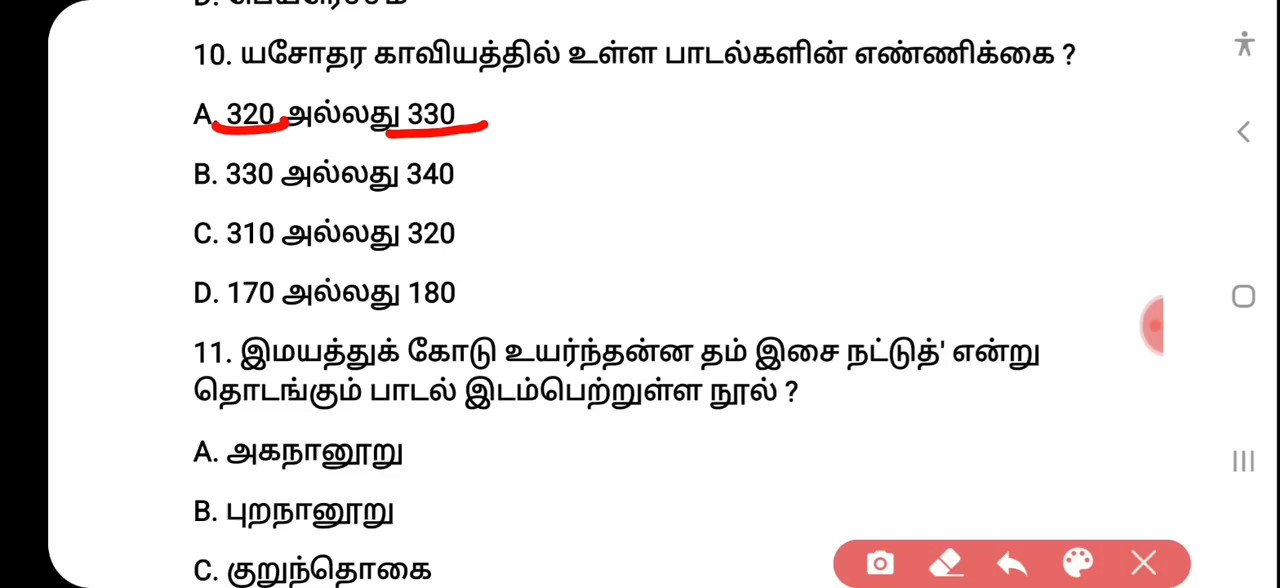 10. யசோதர காவியத்தில் உள்ள பாடல்களின் எண்ணிக்கை ?
A. 320 அல்லது 330
B. 330 அல்லது 340
C. 310 அல்லது 320
D. 170 அல்லது 180
11. இமயத்துக் கோடு உயர்ந்தன்ன தம் இசை நட்டுத்' என்று
தொடங்கும் பாடல் இடம்பெற்றுள்ள நூல் ?
A. அகநானூறு
B. புறநானூறு
C. குறுந்தொகை